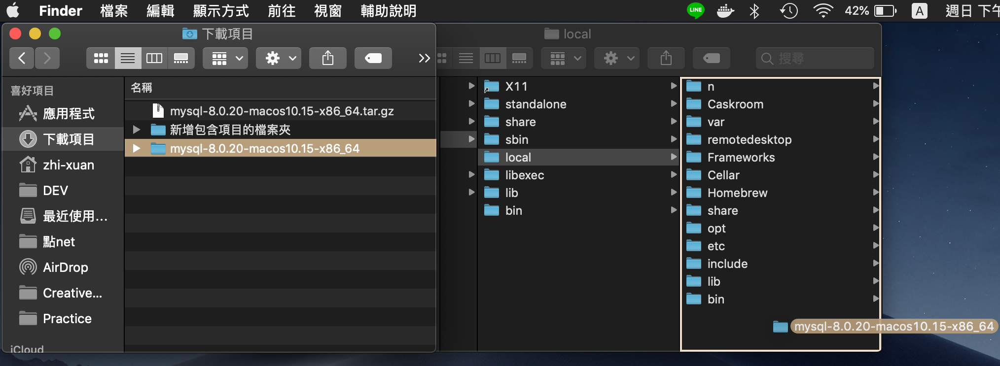 Finder 檔案 編輯 顯示方式 前往 視窗 輔助說明 LINE 42% A 週日 下午
下載項目
喜好項目
應用程式
下載項目
zhi-xuan
DEV
最近使用…
點net
AirDrop
Creative…
Practice
iCloud
名稱
mysql-8.0.20-macos10.15-x86_64.tar.gz
新增包含項目的檔案夾
mysql-8.0.20-macos10.15-x86_64
local
搜尋
X11
standalone
share
sbin
local
libexec
lib
bin
n
Caskroom
var
remotedesktop
Frameworks
Cellar
Homebrew
share
opt
etc
include
lib
bin
mysql-8.0.20-macos10.15-x86_64